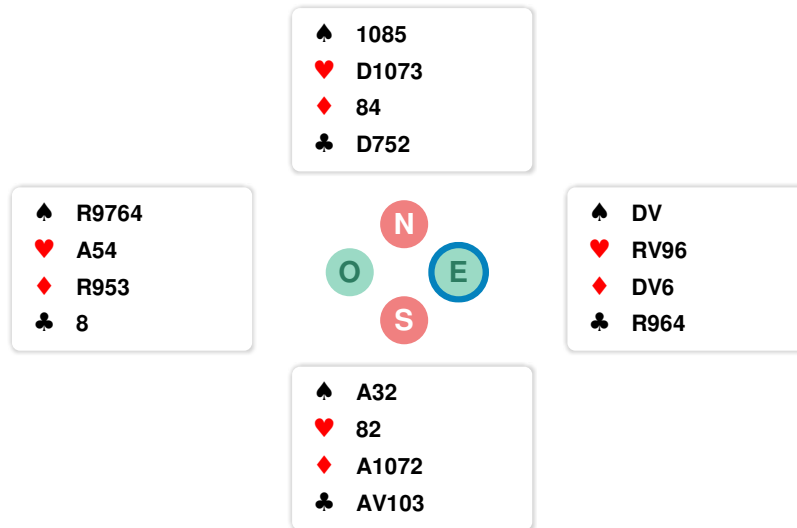 ♠ 1085
♥ D1073
♦ 84
♣ D752
♠ R9764
♥ A54
♦ R953
♣ 8
N
O E
S
♠ DV
♥ RV96
♦ DV6
♣ R964
♠ A32
♥ 82
♦ A1072
♣ AV103